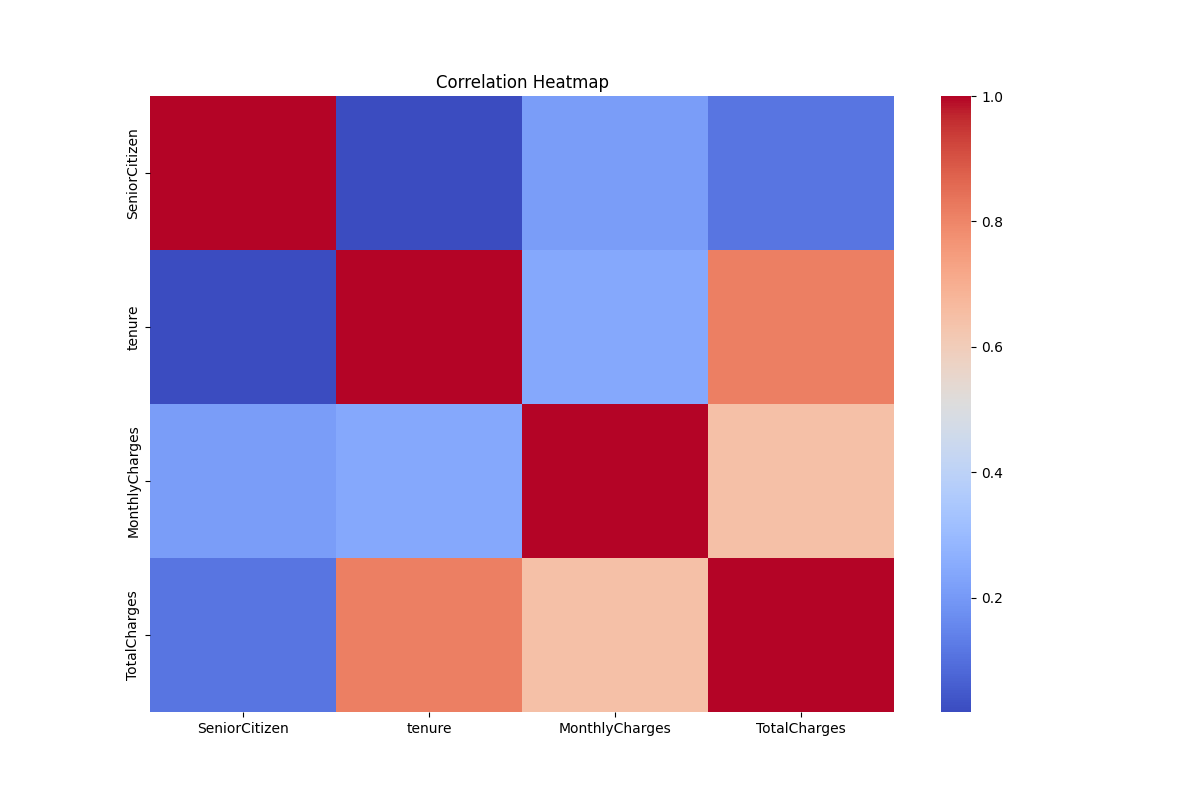 Correlation Heatmap
SeniorCitizen
tenure
MonthlyCharges
TotalCharges
SeniorCitizen
tenure
MonthlyCharges
TotalCharges
1.0
0.8
0.6
0.4
0.2